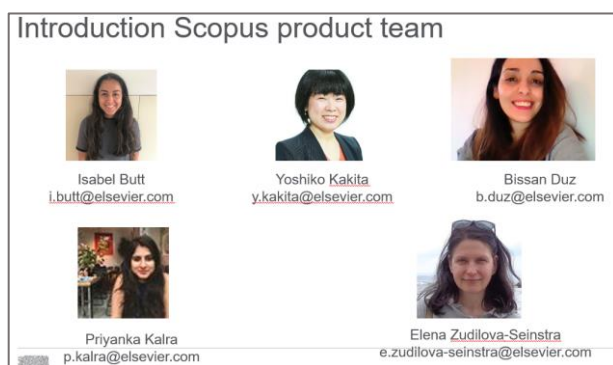 Introduction Scopus product team
Isabel Butt
i.butt@elsevier.com
Yoshiko Kakita
y.kakita@elsevier.com
Bissan Duz
b.duz@elsevier.com
Priyanka Kalra
p.kalra@elsevier.com
Elena Zudilova-Seinstra
e.zudilova-seinstra@elsevier.com